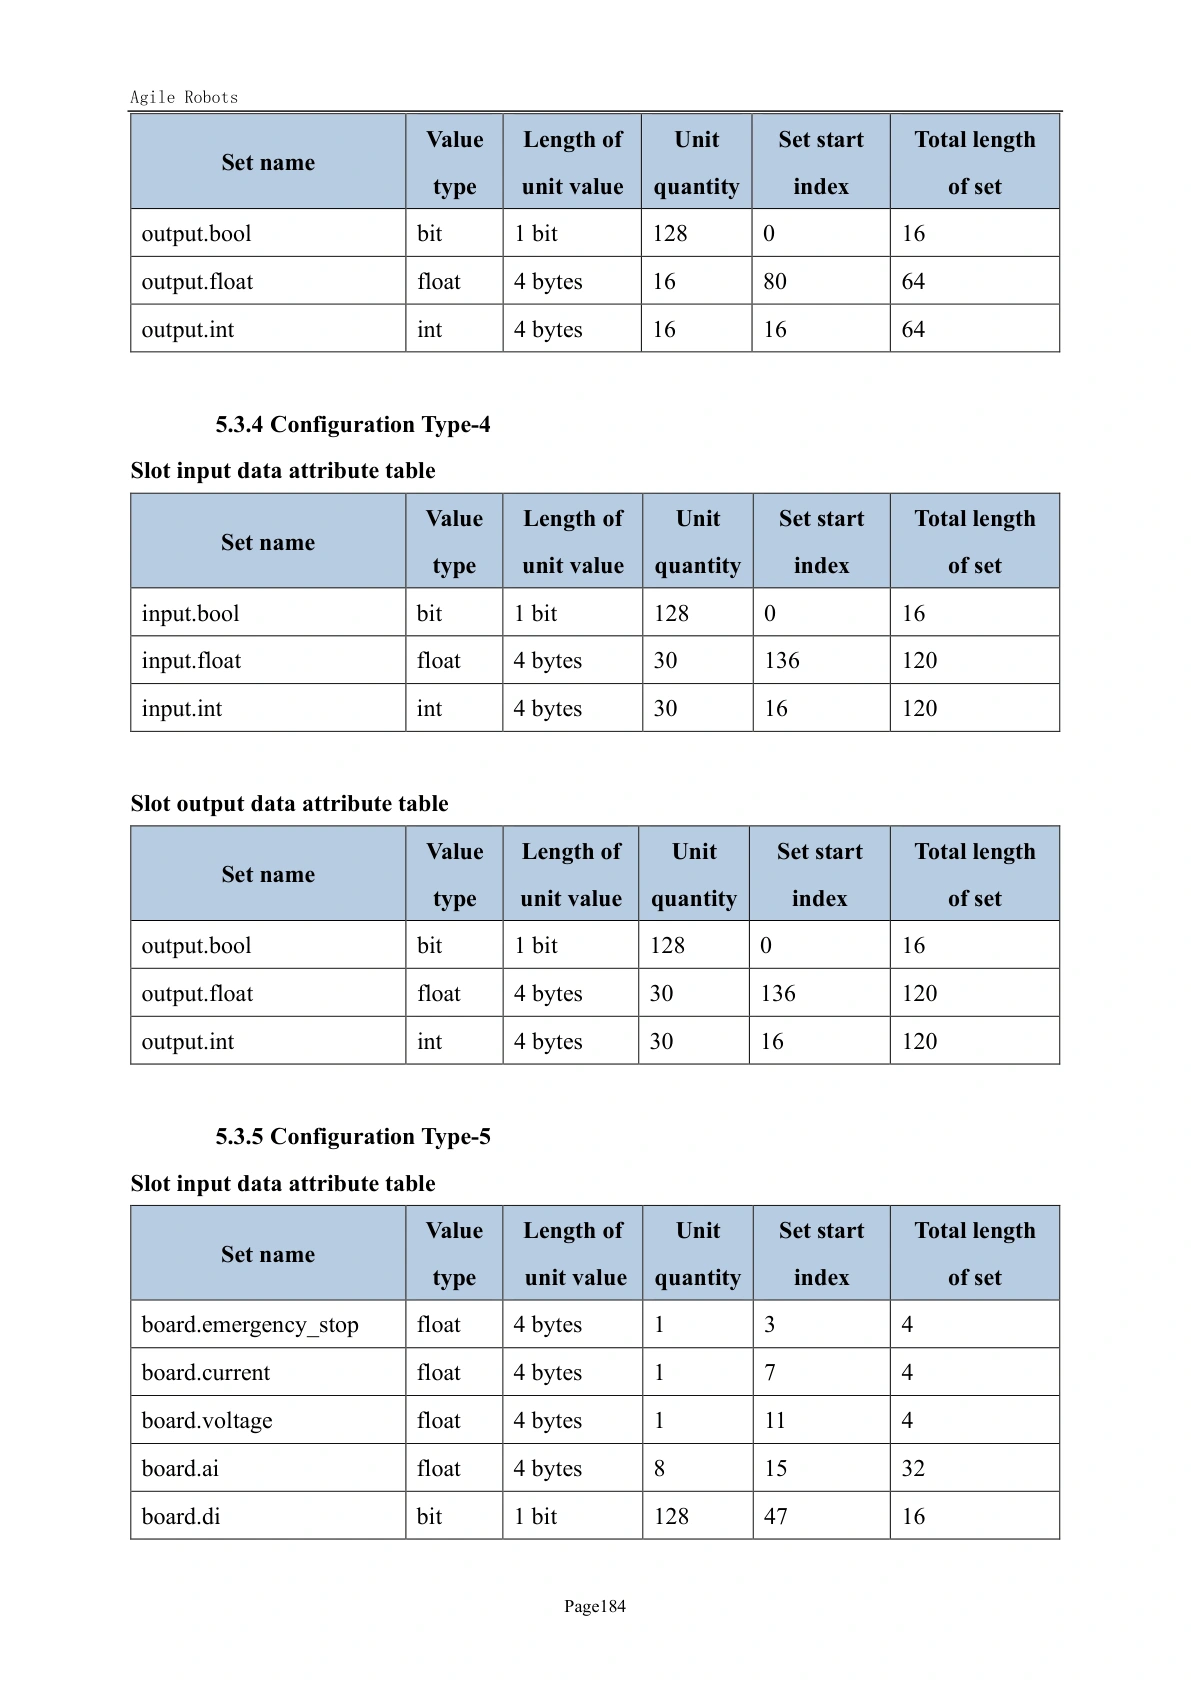 Agile Robots
Set name Value type Length of unit value Unit quantity Set start index Total length of set
output.bool bit 1 bit 128 0 16
output.float float 4 bytes 16 80 64
output.int int 4 bytes 16 16 64
5.3.4 Configuration Type-4
Slot input data attribute table
Set name Value type Length of unit value Unit quantity Set start index Total length of set
input.bool bit 1 bit 128 0 16
input.float float 4 bytes 30 136 120
input.int int 4 bytes 30 16 120
Slot output data attribute table
Set name Value type Length of unit value Unit quantity Set start index Total length of set
output.bool bit 1 bit 128 0 16
output.float float 4 bytes 30 136 120
output.int int 4 bytes 30 16 120
5.3.5 Configuration Type-5
Slot input data attribute table
Set name Value type Length of unit value Unit quantity Set start index Total length of set
board.emergency_stop float 4 bytes 1 3 4
board.current float 4 bytes 1 7 4
board.voltage float 4 bytes 1 11 4
board.ai float 4 bytes 8 15 32
board.di bit 1 bit 128 47 16
Page184